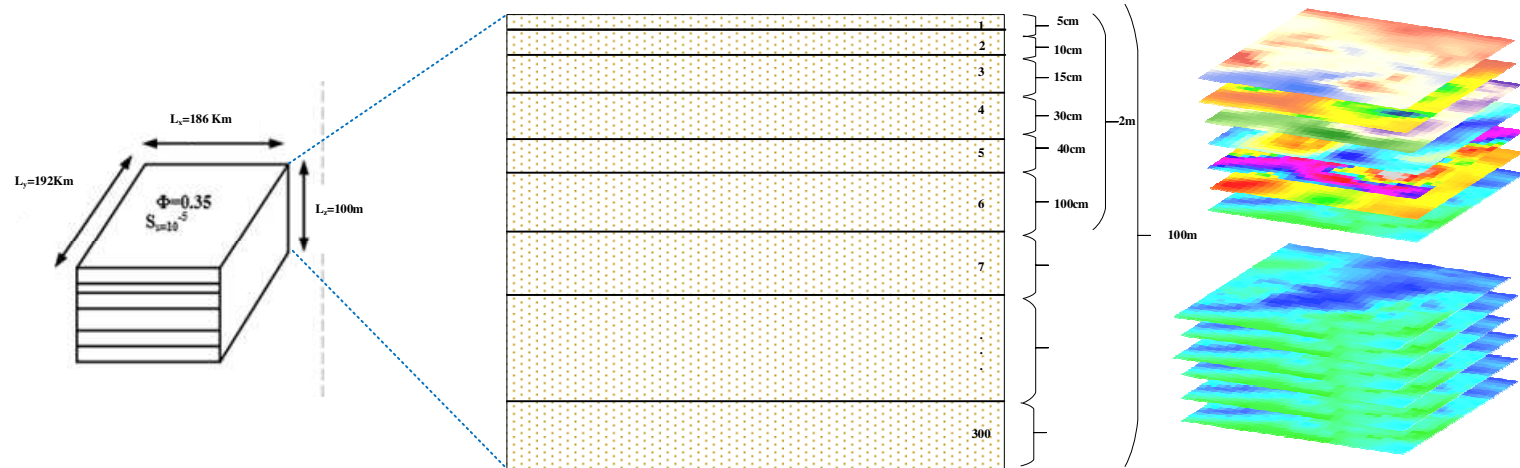 Lx=186 Km
Ly=192Km
Φ=0.35
Ss=10^-5
Lz=100m
1
2
3
4
5
6
7
.
.
.
300
5cm
10cm
15cm
30cm
40cm
100cm
2m
100m